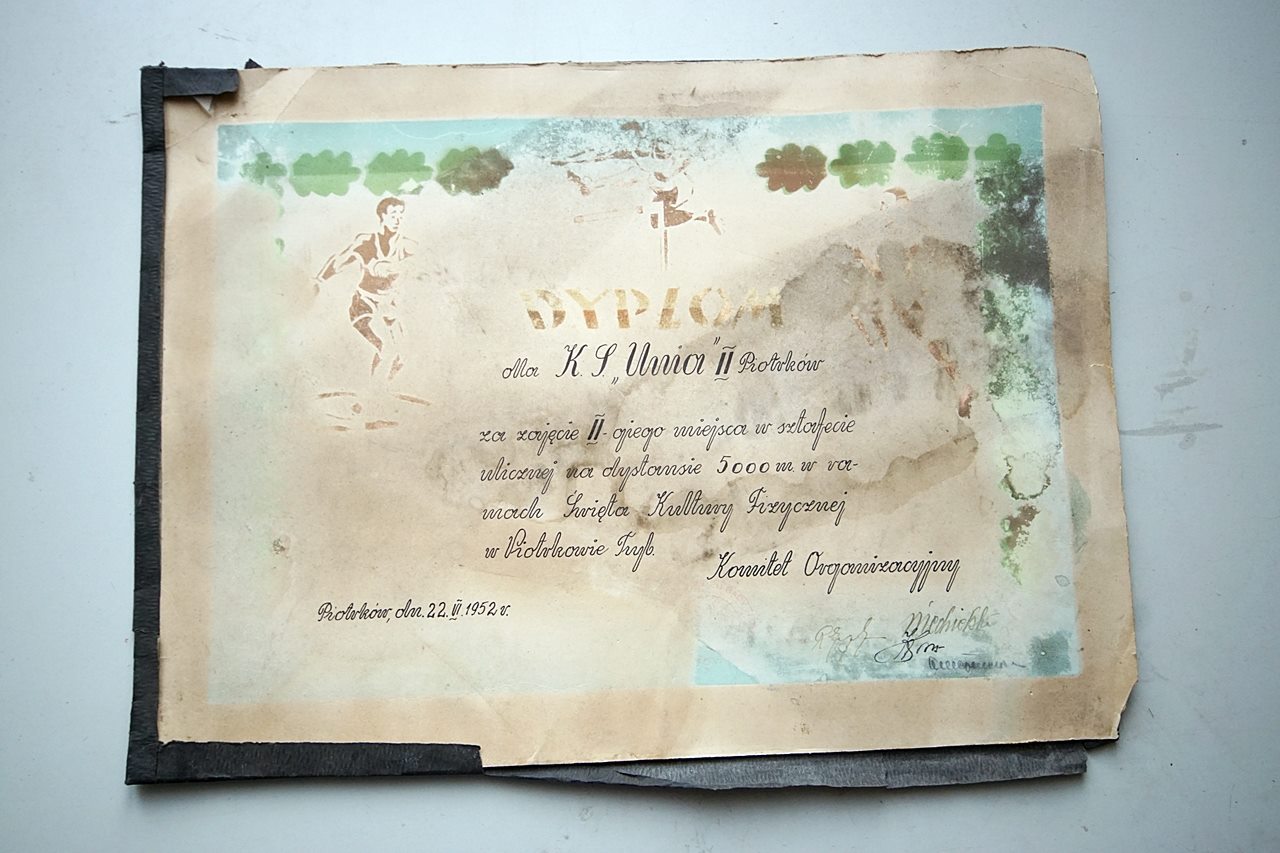 DYPLOM
dla K. S. „Unia" II Piotrków
za zajęcie II-giego miejsca w sztafecie
ulicznej na dystansie 5000 m. w ra-
mach Święta Kultury Fizycznej
w Piotrkowie Tryb.
Komitet Organizacyjny
Piotrków, dn. 22. VI. 1952 r.